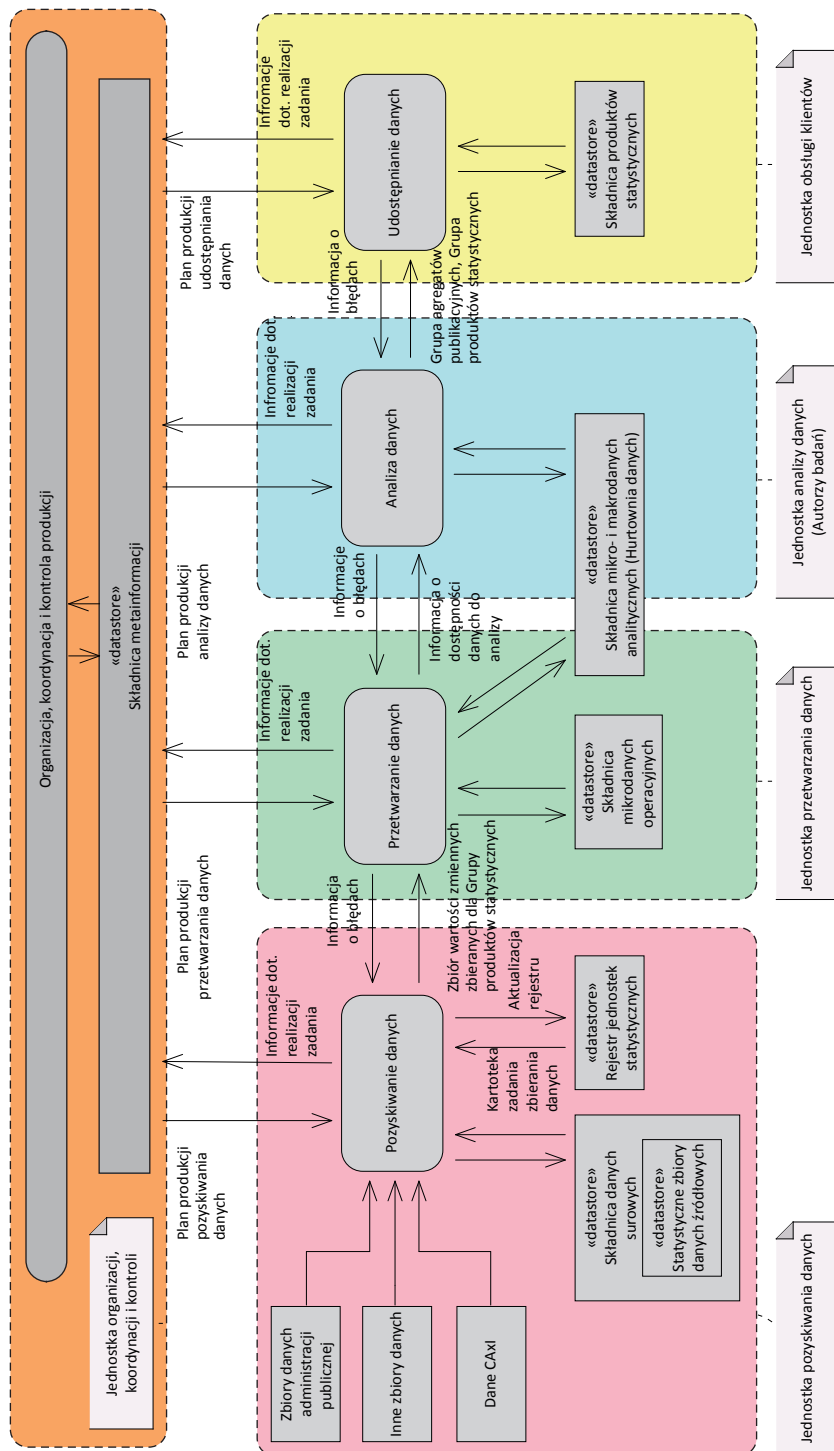 Organizacja, koordynacja i kontrola produkcji
«datastore»
Składnica metainformacji
Jednostka organizacji,
koordynacji i kontroli
Plan produkcji
pozyskiwania
danych
Informacje dot.
realizacji
zadania
Plan produkcji
przetwarzania danych
Informacje dot.
realizacji
zadania
Plan produkcji
analizy danych
Infromacje dot.
realizacji
zadania
Plan produkcji
udostępniania
danych
Infromacje
dot. realizacji
zadania
Zbiory danych
administracji
publicznej
Inne zbiory danych
Dane CAxI
Pozyskiwanie danych
Informacja
o błędach
Zbiór wartości zmiennych
zbieranych dla Grupy
produktów statystycznych
Przetwarzanie danych
Informacje
o błędach
Informacja o
dostępności
danych do
analizy
Analiza danych
Informacja o
błędach
Grupa agregatów
publikacyjnych, Grupa
produktów statystycznych
Udostępnianie danych
Kartoteka
zadania
zbierania
danych
Aktualizacja
rejestru
«datastore»
Składnica danych
surowych
«datastore»
Statystyczne zbiory
danych źródłowych
«datastore»
Rejestr jednostek
statystycznych
«datastore»
Składnica
mikrodanych
operacyjnych
«datastore»
Składnica mikro- i makrodanych
analitycznych (Hurtownia danych)
«datastore»
Składnica produktów
statystycznych
Jednostka pozyskiwania danych
Jednostka przetwarzania danych
Jednostka analizy danych
(Autorzy badań)
Jednostka obsługi klientów